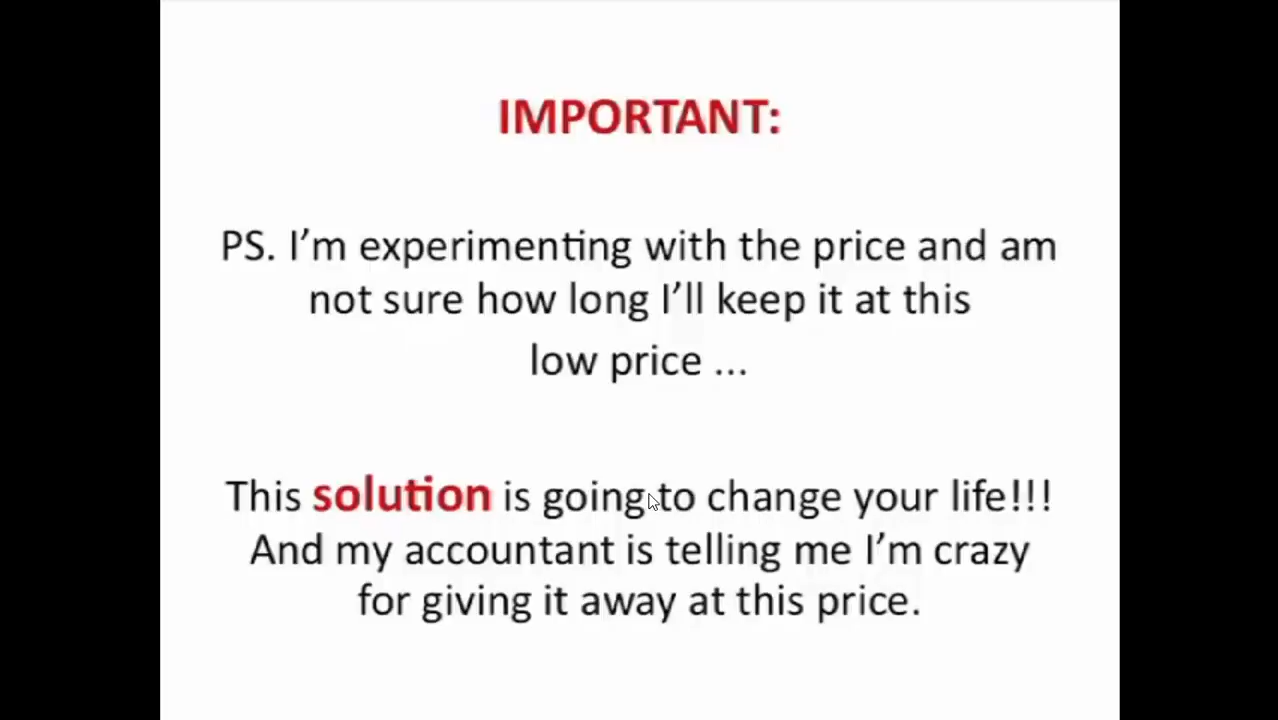 IMPORTANT:
PS. I’m experimenting with the price and am
not sure how long I’ll keep it at this
low price ...
This solution is going to change your life!!!
And my accountant is telling me I’m crazy
for giving it away at this price.